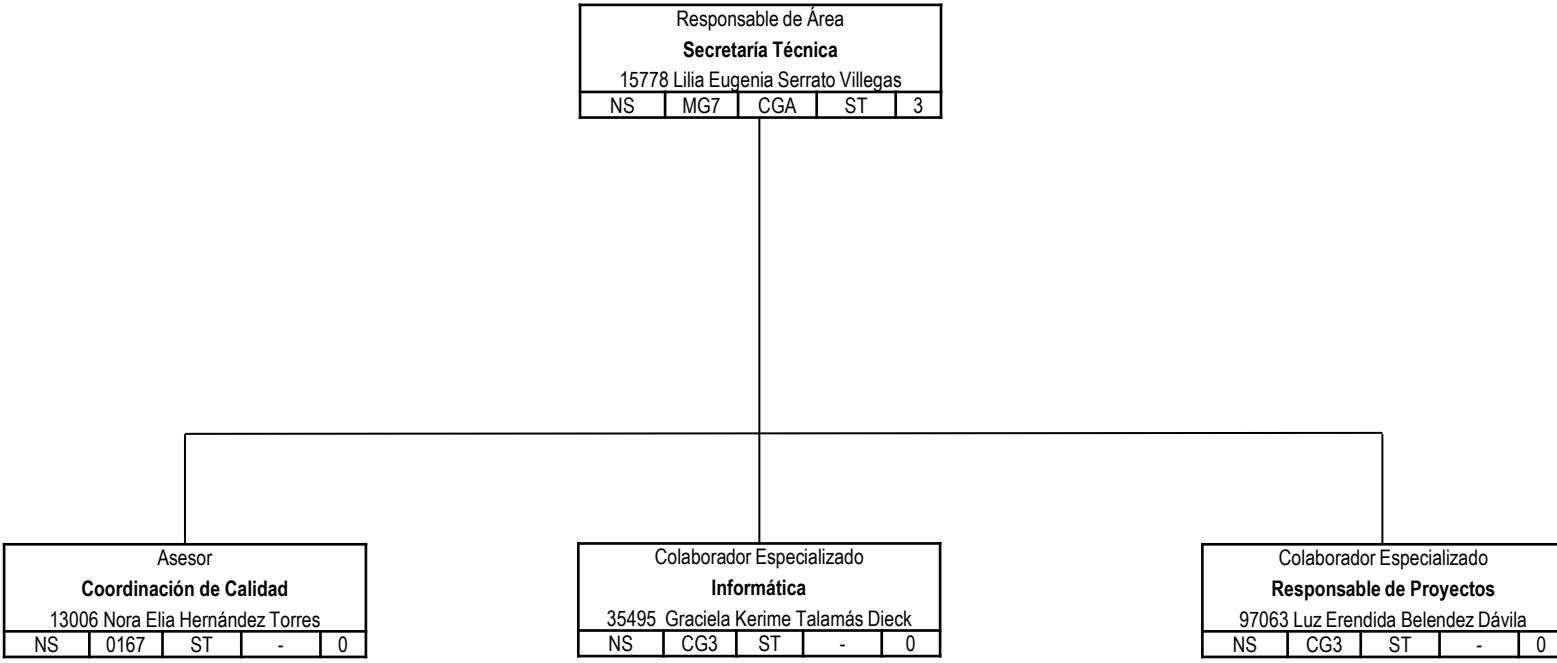 Responsable de Área
Secretaría Técnica
15778 Lilia Eugenia Serrato Villegas
NS MG7 CGA ST 3
Asesor
Coordinación de Calidad
13006 Nora Elia Hernández Torres
NS 0167 ST - 0
Colaborador Especializado
Informática
35495 Graciela Kerime Talamás Dieck
NS CG3 ST - 0
Colaborador Especializado
Responsable de Proyectos
97063 Luz Erendida Belendez Dávila
NS CG3 ST - 0